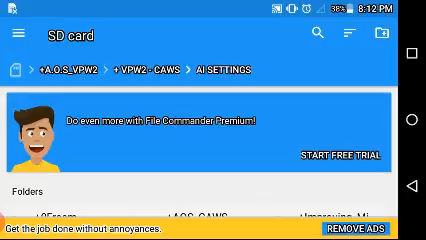 38% 8:12 PM
SD card
+A.O.S_VPW2 + VPW2 - CAWS AI SETTINGS
Do even more with File Commander Premium!
START FREE TRIAL
Folders
Get the job done without annoyances. REMOVE ADS